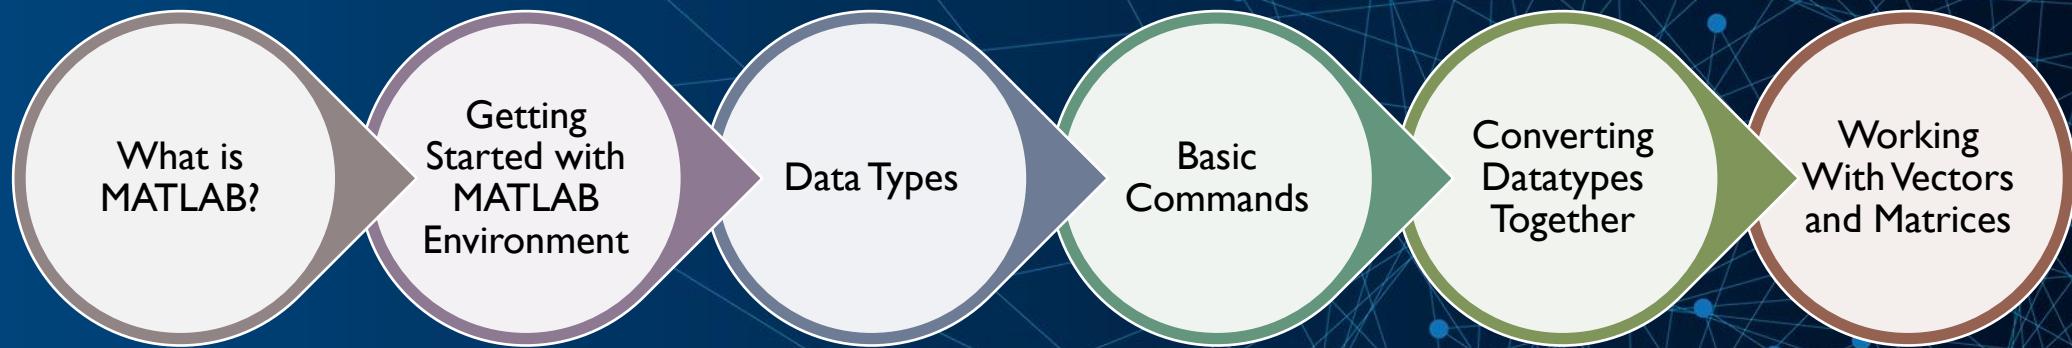 What is
MATLAB?
Getting
Started with
MATLAB
Environment
Data Types
Basic
Commands
Converting
Datatypes
Together
Working
With Vectors
and Matrices